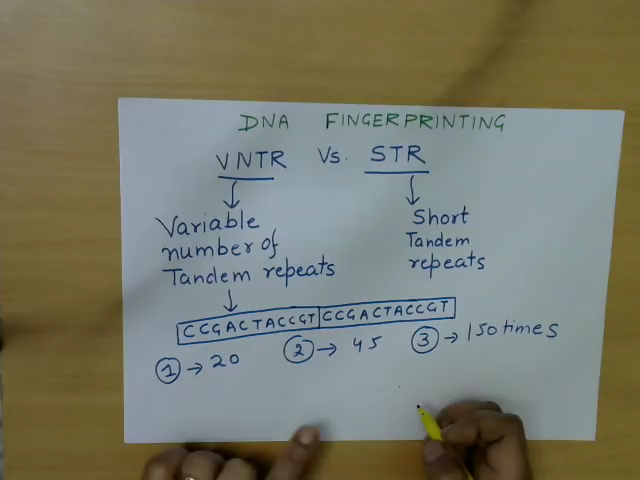 DNA FINGERPRINTING
VNTR Vs. STR
Variable
number of
Tandem repeats
Short
Tandem
repeats
CCGACTACCGT CCGACTACCGT
1 → 20 2 → 45 3 → 150 times